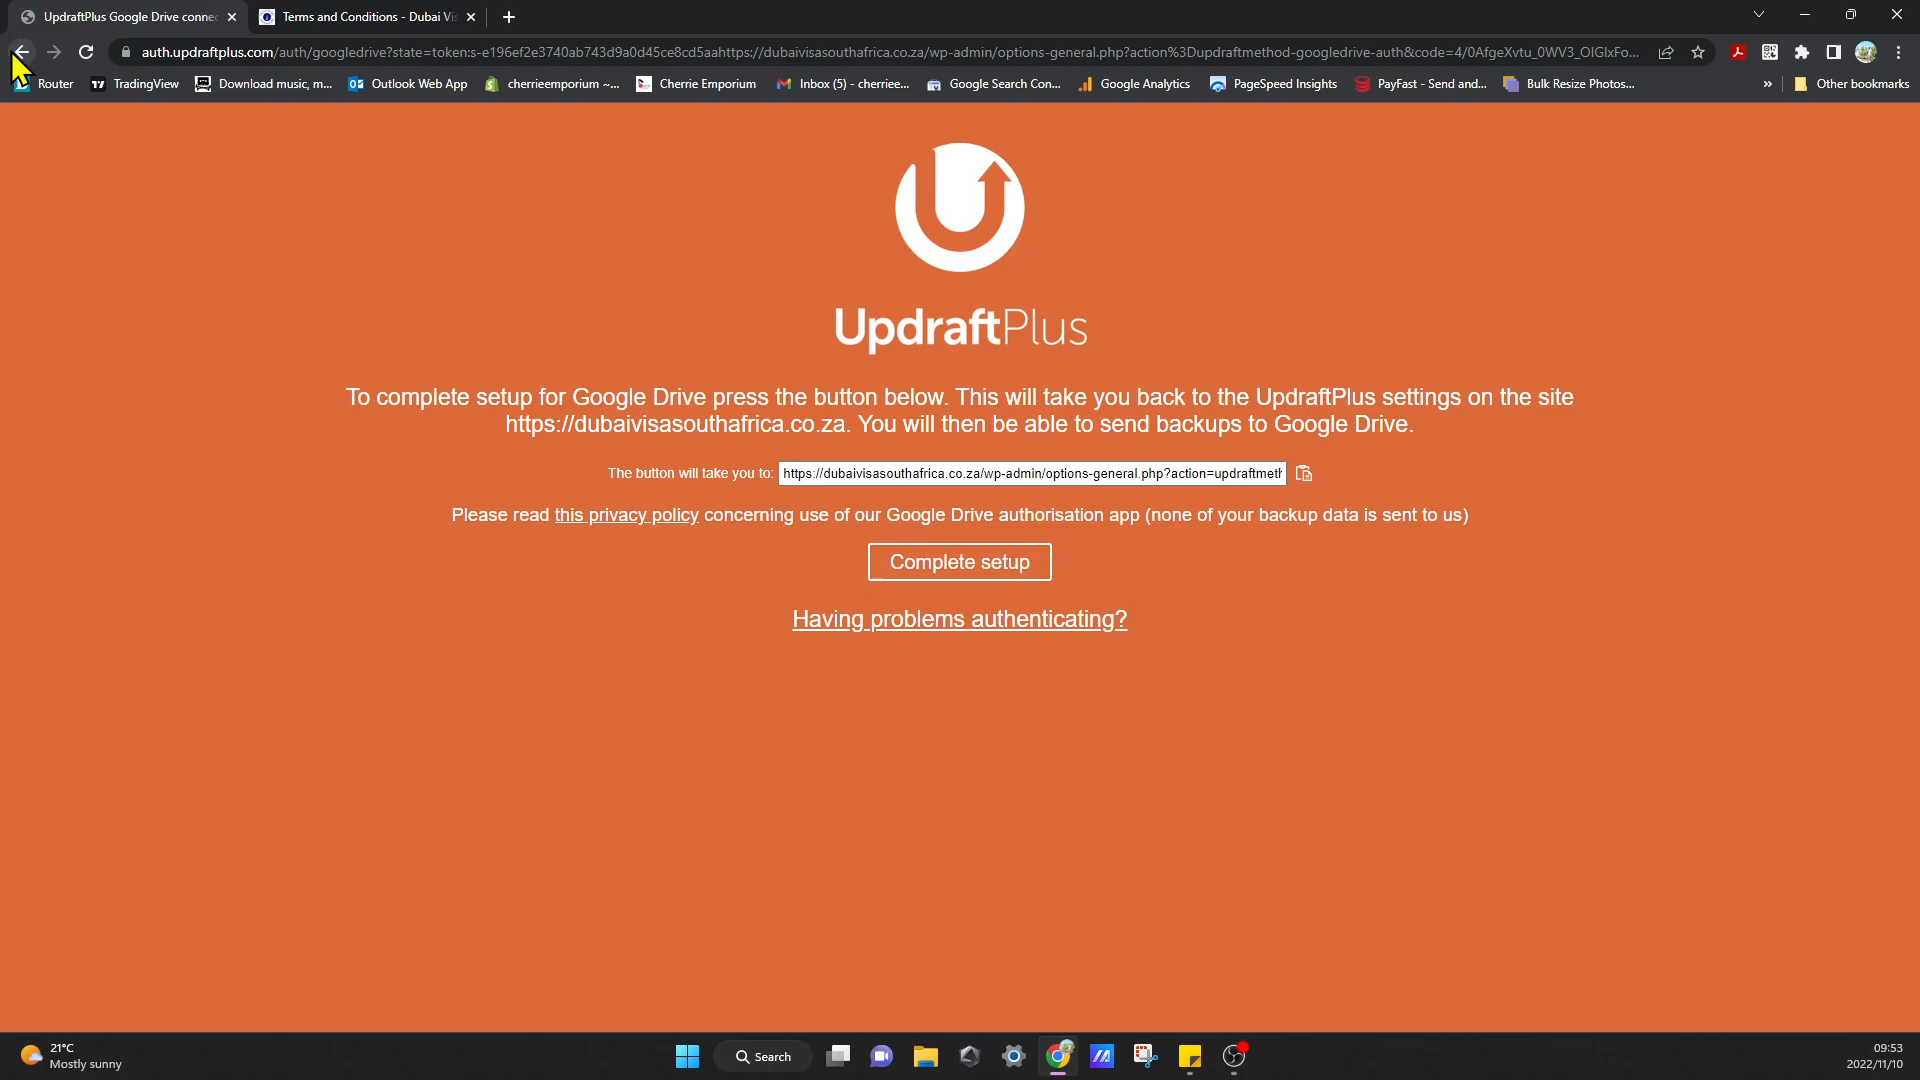 UpdraftPlus Google Drive connec
Terms and Conditions - Dubai Vis
auth.updraftplus.com/auth/googledrive?state=token:s-e196ef2e3740ab743d9a0d45ce8cd5aahttps://dubaivisasouthafrica.co.za/wp-admin/options-general.php?action%3Dupdraftmethod-googledrive-auth&code=4/0AfgeXvtu_0WV3_OlGlxFo...
Router
TradingView
Download music, m...
Outlook Web App
cherrieemporium ~...
Cherrie Emporium
Inbox (5) - cherriee...
Google Search Con...
Google Analytics
PageSpeed Insights
PayFast - Send and...
Bulk Resize Photos...
»
Other bookmarks
UpdraftPlus
To complete setup for Google Drive press the button below. This will take you back to the UpdraftPlus settings on the site
https://dubaivisasouthafrica.co.za. You will then be able to send backups to Google Drive.
The button will take you to: https://dubaivisasouthafrica.co.za/wp-admin/options-general.php?action=updraftmeth
Please read this privacy policy concerning use of our Google Drive authorisation app (none of your backup data is sent to us)
Complete setup
Having problems authenticating?
21°C
Mostly sunny
Search
09:53
2022/11/10